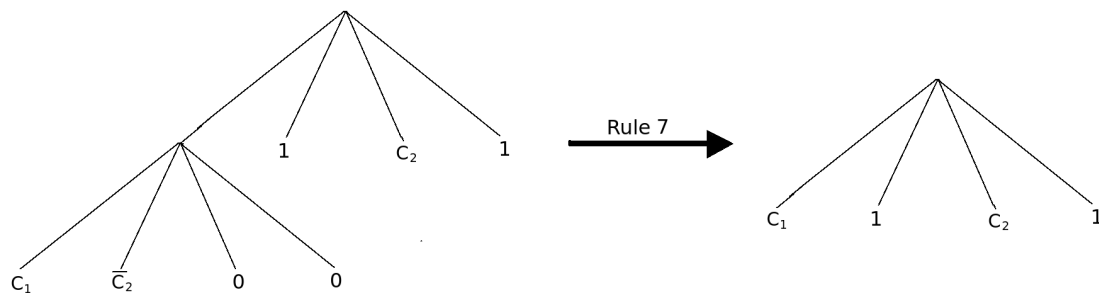 1 C₂ 1
C₁ C̅₂ 0 0
Rule 7
C₁ 1 C₂ 1